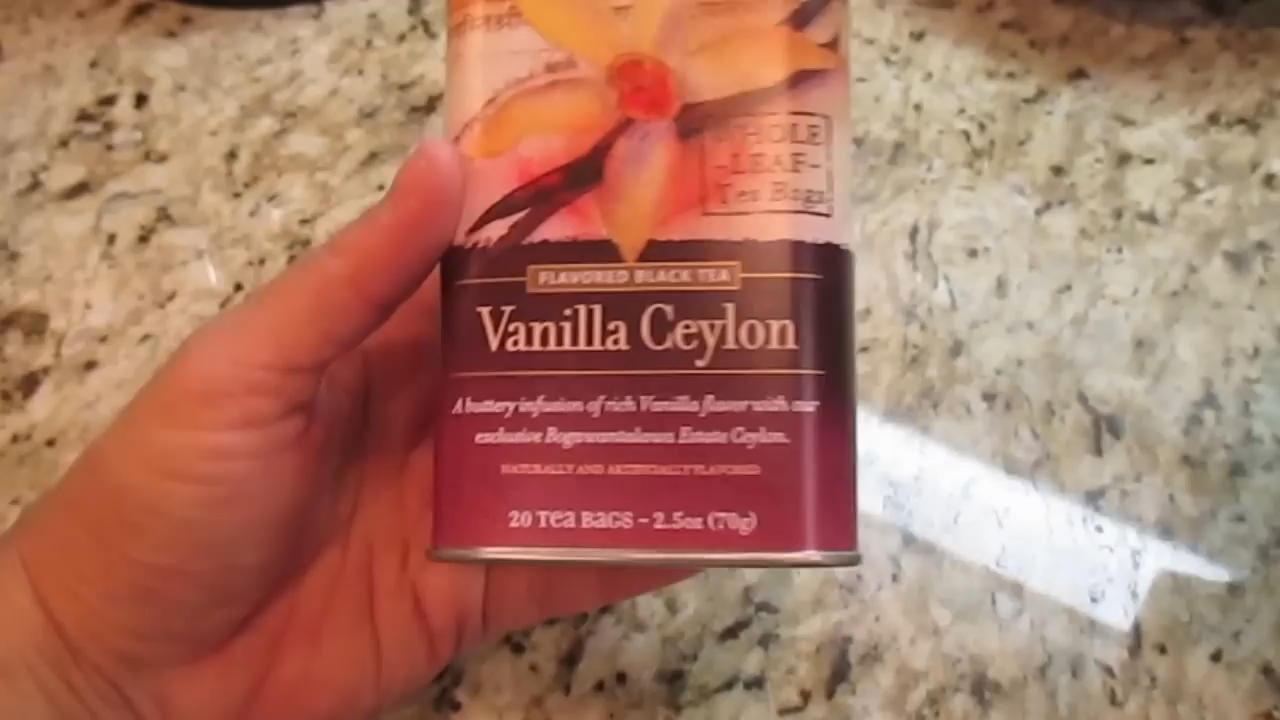 WHOLE
-LEAF-
Tea Bags
FLAVORED BLACK TEA
Vanilla Ceylon
A buttery infusion of rich Vanilla flavor with our
exclusive Bogawantalawa Estate Ceylon.
NATURALLY AND ARTIFICIALLY FLAVORED
20 Tea BaGS - 2.5oz (70g)